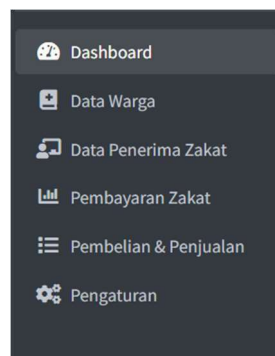 Dashboard
Data Warga
Data Penerima Zakat
Pembayaran Zakat
Pembelian & Penjualan
Pengaturan